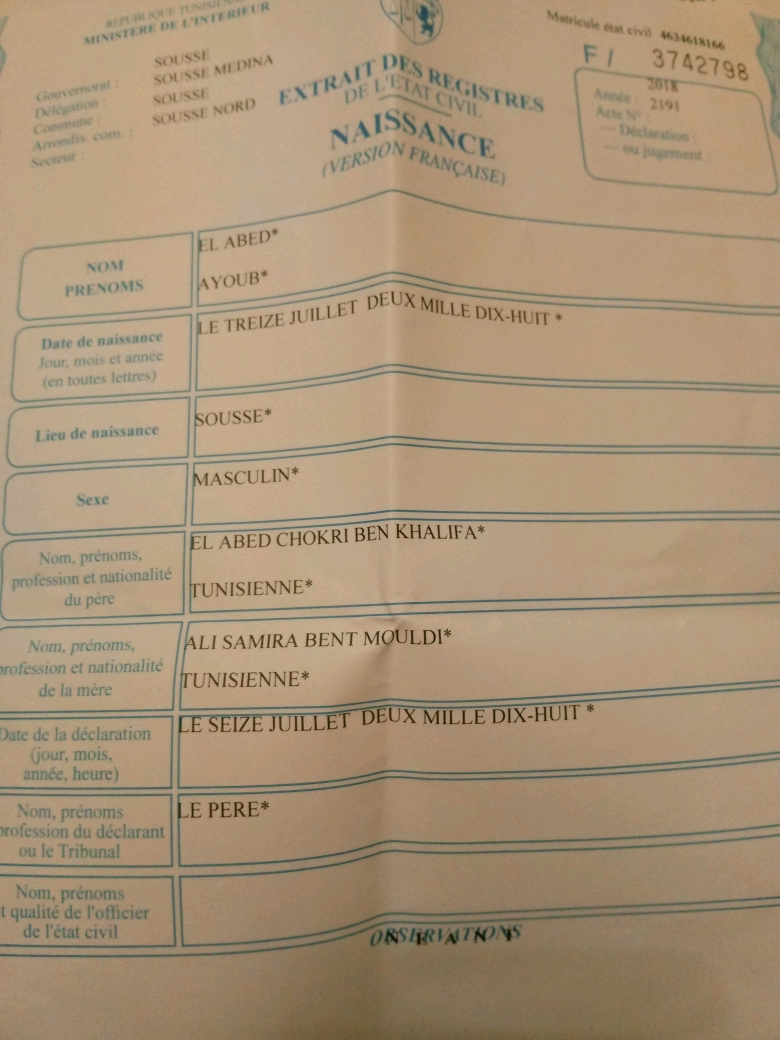 REPUBLIQUE TUNISIENNE
MINISTERE DE L'INTERIEUR
Gouvernorat : SOUSSE
Délégation : SOUSSE MEDINA
Commune : SOUSSE
Arrondis. com. : SOUSSE NORD
Secteur :
EXTRAIT DES REGISTRES
DE L'ETAT CIVIL
NAISSANCE
(VERSION FRANÇAISE)
Matricule état civil 4634618166
F / 3742798
Année : 2018
Acte N° : 2191
— Déclaration :
— ou jugement :
NOM
PRENOMS
EL ABED*
AYOUB*
Date de naissance
Jour, mois et année
(en toutes lettres)
LE TREIZE JUILLET DEUX MILLE DIX-HUIT *
Lieu de naissance
SOUSSE*
Sexe
MASCULIN*
Nom, prénoms,
profession et nationalité
du père
EL ABED CHOKRI BEN KHALIFA*
TUNISIENNE*
Nom, prénoms,
profession et nationalité
de la mère
ALI SAMIRA BENT MOULDI*
TUNISIENNE*
Date de la déclaration
(jour, mois,
année, heure)
LE SEIZE JUILLET DEUX MILLE DIX-HUIT *
Nom, prénoms
profession du déclarant
ou le Tribunal
LE PERE*
Nom, prénoms
t qualité de l'officier
de l'état civil
OBSERVATIONS